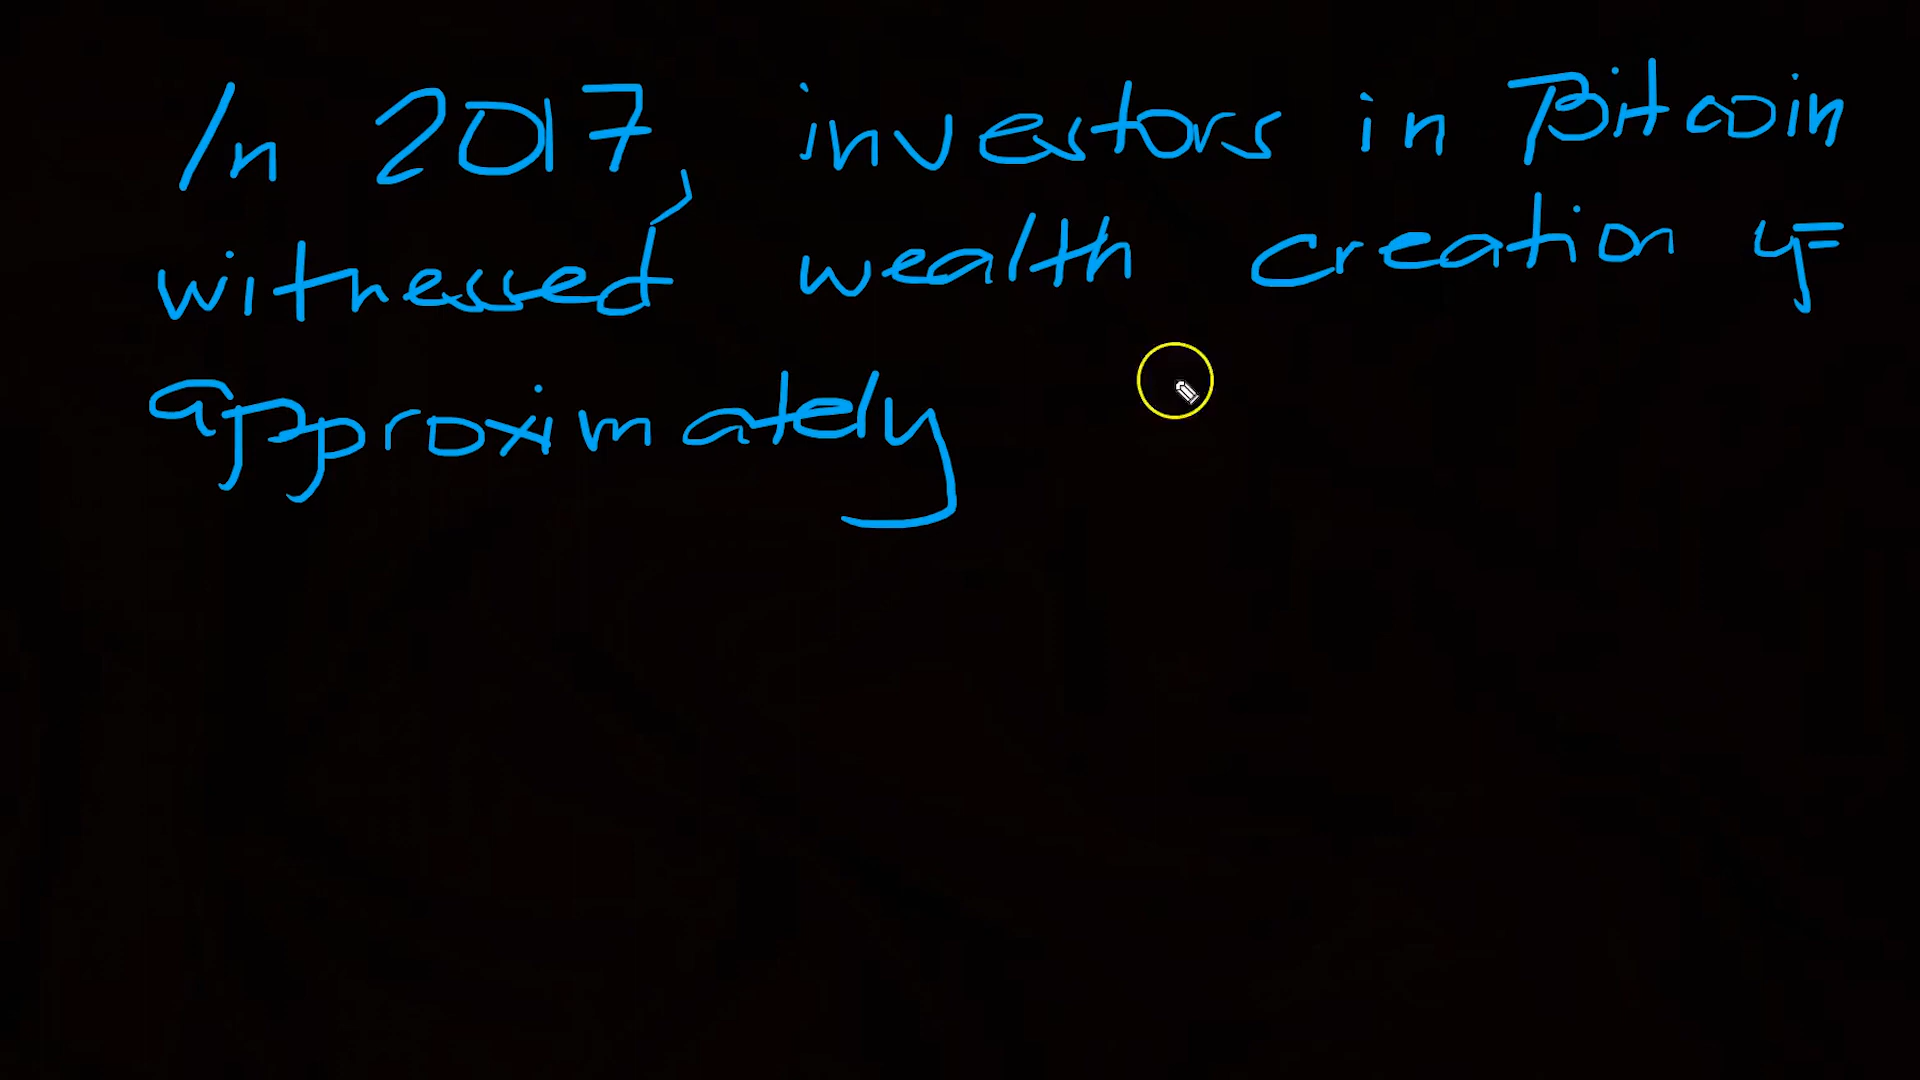 In 2017, investors in Bitcoin
witnessed wealth creation of
approximately